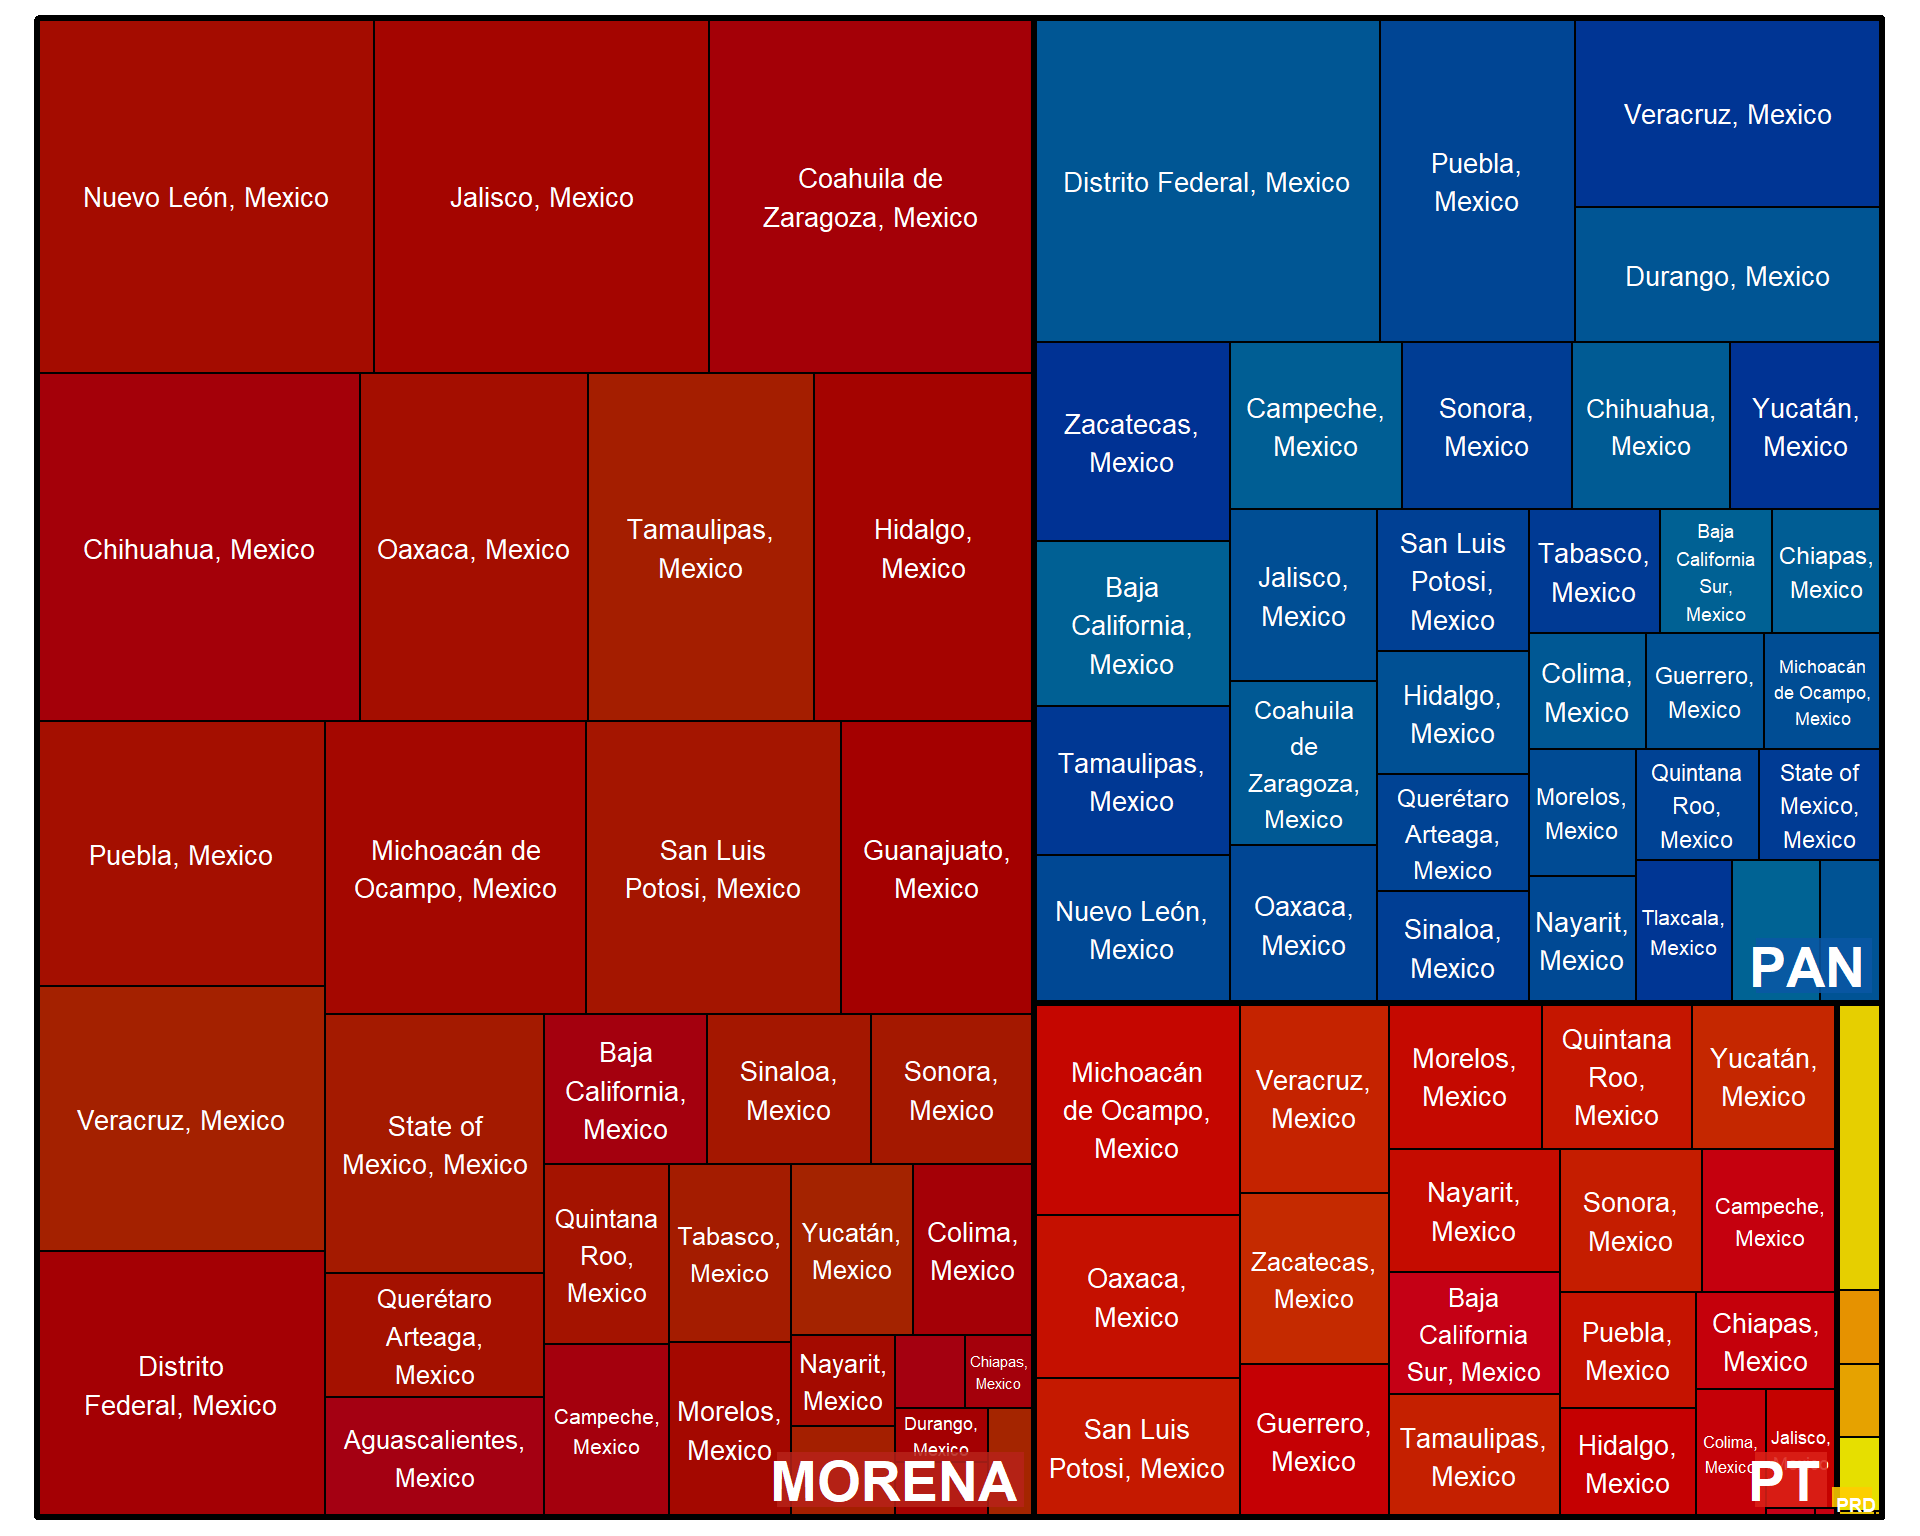 Nuevo León, Mexico
Jalisco, Mexico
Coahuila de
Zaragoza, Mexico
Chihuahua, Mexico
Oaxaca, Mexico
Tamaulipas,
Mexico
Hidalgo,
Mexico
Puebla, Mexico
Michoacán de
Ocampo, Mexico
San Luis
Potosi, Mexico
Guanajuato,
Mexico
Veracruz, Mexico
Distrito
Federal, Mexico
State of
Mexico, Mexico
Querétaro
Arteaga,
Mexico
Aguascalientes,
Mexico
Baja
California,
Mexico
Sinaloa,
Mexico
Sonora,
Mexico
Quintana
Roo,
Mexico
Tabasco,
Mexico
Yucatán,
Mexico
Colima,
Mexico
Campeche,
Mexico
Morelos,
Mexico
Nayarit,
Mexico
Chiapas,
Mexico
Durango,
Mexico
MORENA
Distrito Federal, Mexico
Puebla,
Mexico
Veracruz, Mexico
Durango, Mexico
Zacatecas,
Mexico
Campeche,
Mexico
Sonora,
Mexico
Chihuahua,
Mexico
Yucatán,
Mexico
Baja
California,
Mexico
Jalisco,
Mexico
San Luis
Potosi,
Mexico
Tabasco,
Mexico
Baja
California
Sur,
Mexico
Chiapas,
Mexico
Tamaulipas,
Mexico
Coahuila
de
Zaragoza,
Mexico
Hidalgo,
Mexico
Colima,
Mexico
Guerrero,
Mexico
Michoacán
de Ocampo,
Mexico
Querétaro
Arteaga,
Mexico
Morelos,
Mexico
Quintana
Roo,
Mexico
State of
Mexico,
Mexico
Nuevo León,
Mexico
Oaxaca,
Mexico
Sinaloa,
Mexico
Nayarit,
Mexico
Tlaxcala,
Mexico
PAN
Michoacán
de Ocampo,
Mexico
Veracruz,
Mexico
Morelos,
Mexico
Quintana
Roo,
Mexico
Yucatán,
Mexico
Oaxaca,
Mexico
Zacatecas,
Mexico
Nayarit,
Mexico
Sonora,
Mexico
Campeche,
Mexico
Baja
California
Sur, Mexico
Puebla,
Mexico
Chiapas,
Mexico
San Luis
Potosi, Mexico
Guerrero,
Mexico
Tamaulipas,
Mexico
Hidalgo,
Mexico
Colima,
Mexico
Jalisco,
PT
PRD